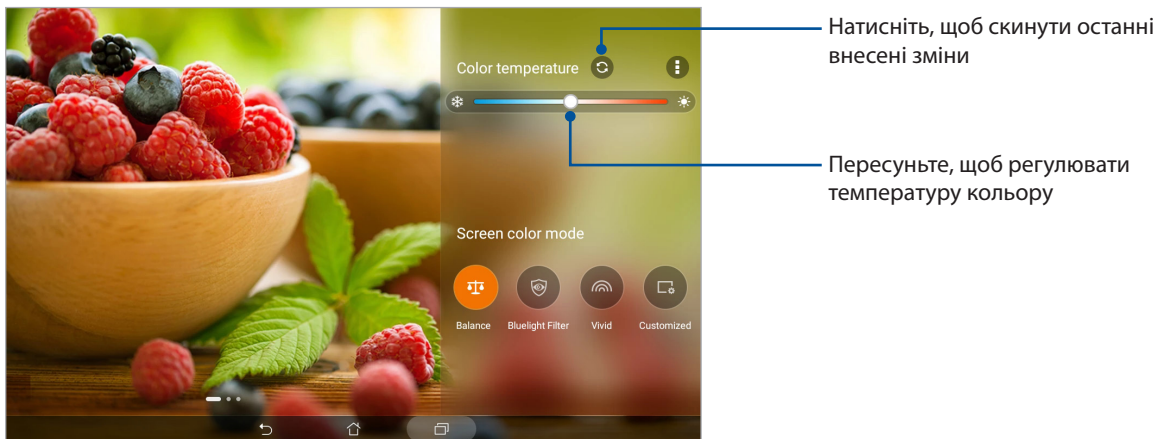 Color temperature
Screen color mode
Balance
Bluelight Filter
Vivid
Customized
Натисніть, щоб скинути останні
внесені зміни
Пересуньте, щоб регулювати
температуру кольору